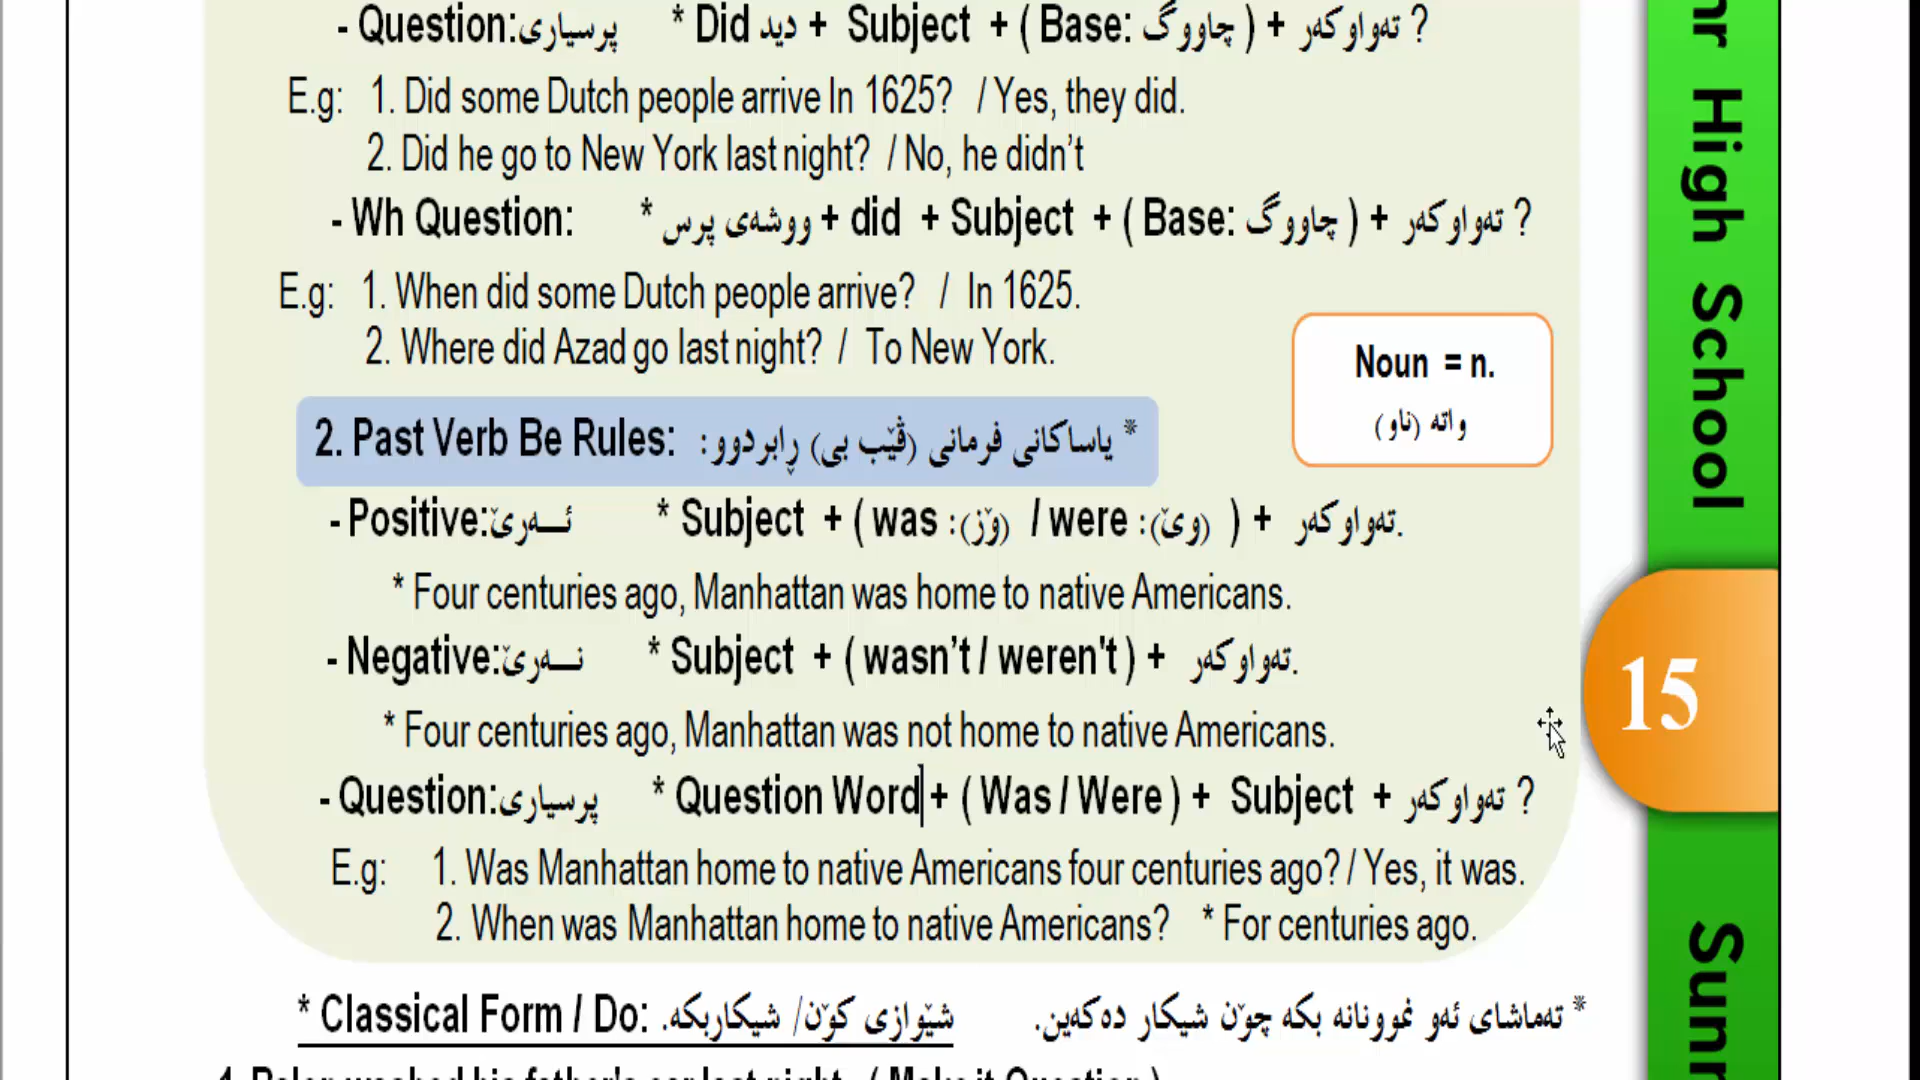 - Question:پرسیاری * Did دید + Subject + ( Base: چاووگ ) + تەواوکەر ?
E.g: 1. Did some Dutch people arrive In 1625? / Yes, they did.
2. Did he go to New York last night? / No, he didn’t
- Wh Question: * ووشەی پرس + did + Subject + ( Base: چاووگ ) + تەواوکەر ?
E.g: 1. When did some Dutch people arrive? / In 1625.
2. Where did Azad go last night? / To New York.
Noun = n.
واتە (ناو)
2. Past Verb Be Rules: * یاساکانی فرمانی (ڤێب بی) ڕابردوو :
- Positive:ئـــەرێ * Subject + ( was :(وۆز) / were :(وێ) ) + تەواوکەر.
* Four centuries ago, Manhattan was home to native Americans.
- Negative:نـــەرێ * Subject + ( wasn’t / weren't ) + تەواوکەر.
* Four centuries ago, Manhattan was not home to native Americans.
- Question:پرسیاری * Question Word + ( Was / Were ) + Subject + تەواوکەر ?
E.g: 1. Was Manhattan home to native Americans four centuries ago? / Yes, it was.
2. When was Manhattan home to native Americans? * For centuries ago.
* Classical Form / Do: شێوازی کۆن/ شیکاربکە. * تەماشای ئەو نموونانە بکە چۆن شیکار دەکەین.
High School
15